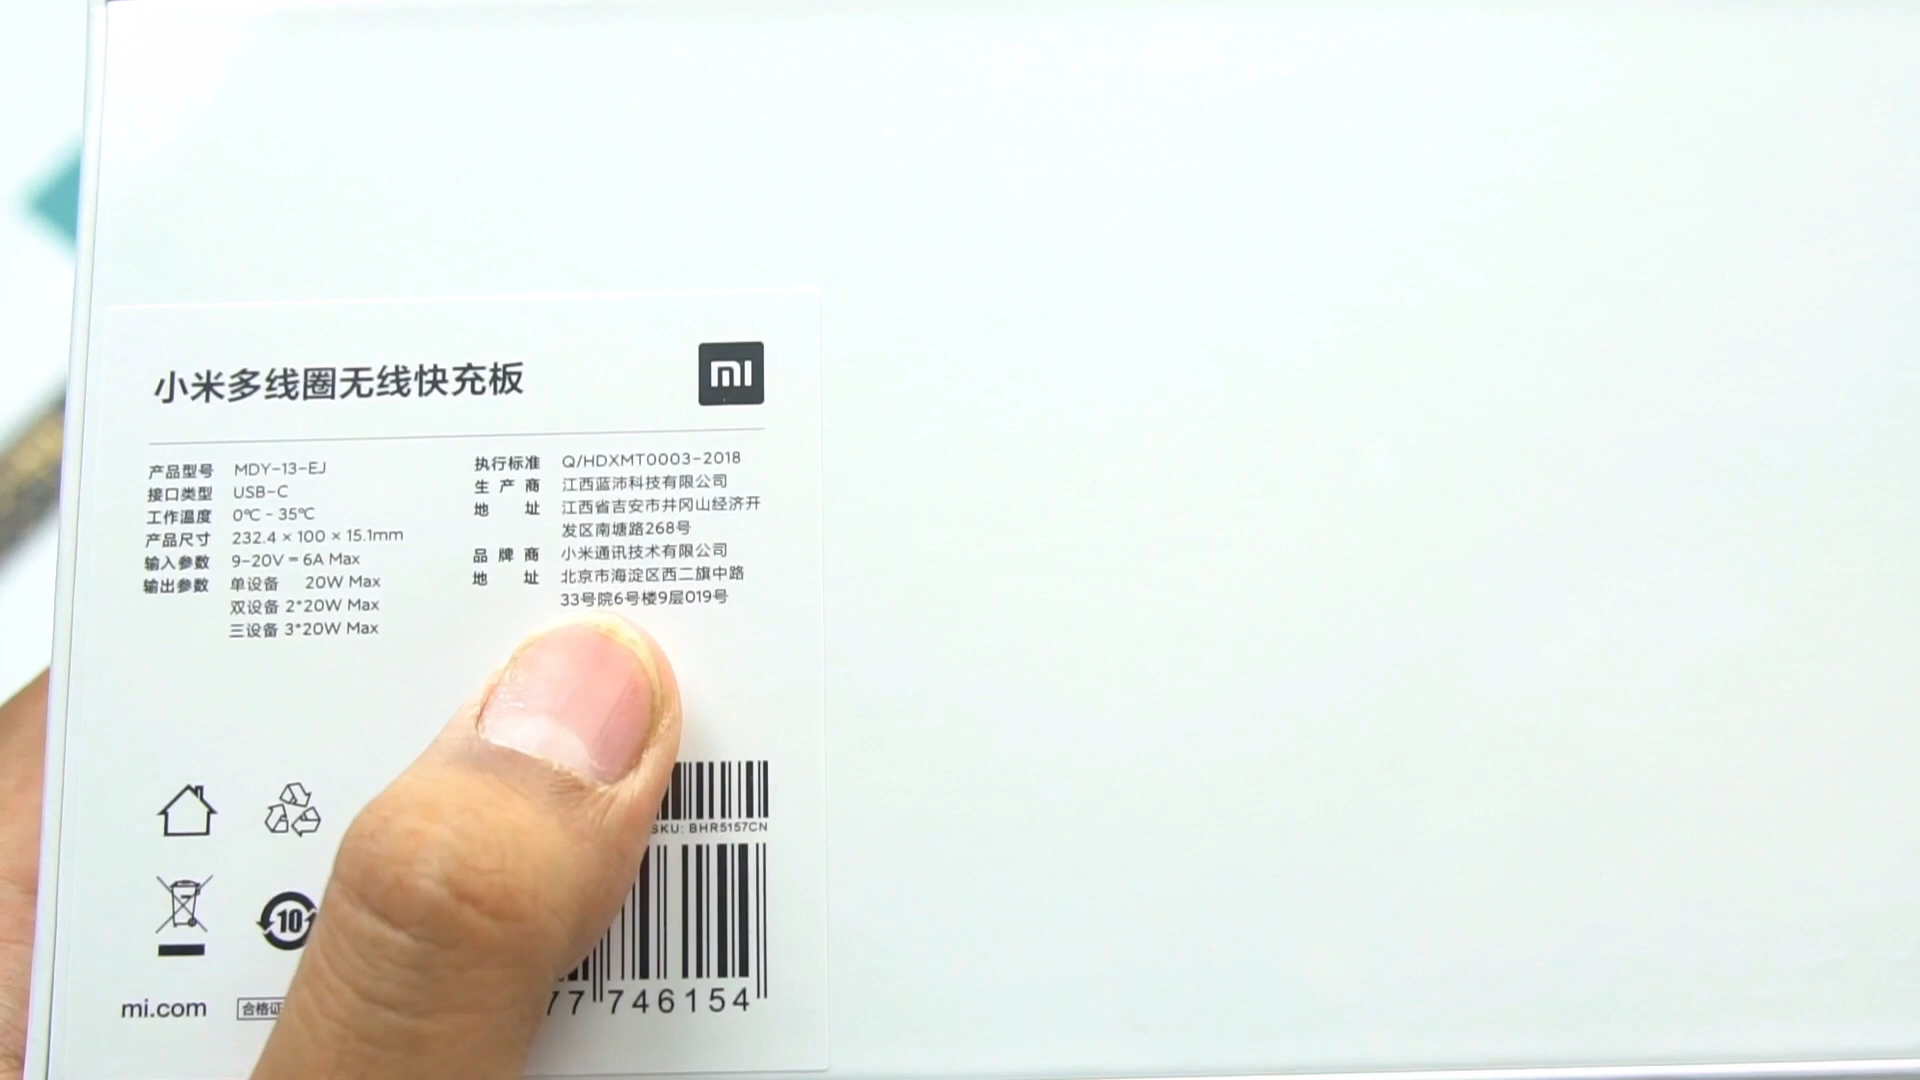 小米多线圈无线快充板
mi
产品型号 MDY-13-EJ
接口类型 USB-C
工作温度 0℃ - 35℃
产品尺寸 232.4 × 100 × 15.1mm
输入参数 9-20V = 6A Max
输出参数 单设备 20W Max
双设备 2*20W Max
三设备 3*20W Max
执行标准 Q/HDXMT0003-2018
生产商 江西蓝沛科技有限公司
地址 江西省吉安市井冈山经济开
发区南塘路268号
品牌商 小米通讯技术有限公司
地址 北京市海淀区西二旗中路
33号院6号楼9层019号
SKU: BHR5157CN
10
77 746154
mi.com
合格证